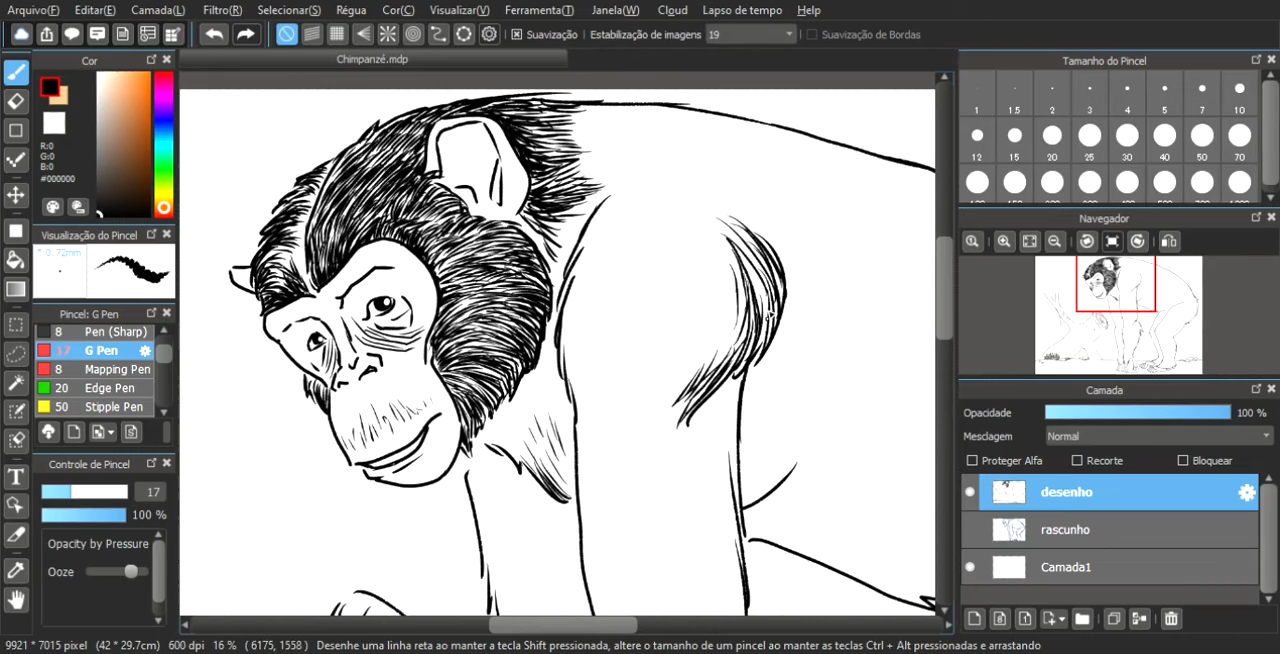 Arquivo(F) Editar(E) Camada(L) Filtro(R) Selecionar(S) Régua Cor(C) Visualizar(V) Ferramenta(T) Janela(W) Cloud Lapso de tempo Help
Suavização Estabilização de imagens 19 Suavização de Bordas
Cor
Chimpanzé.mdp
Tamanho do Pincel
1 1.5 2 3 4 5 7 10
12 15 20 25 30 40 50 70
R:0
G:0
B:0
#000000
Navegador
Visualização do Pincel
* 0.72mm
Pincel: G Pen
8 Pen (Sharp)
17 G Pen
8 Mapping Pen
20 Edge Pen
50 Stipple Pen
Camada
Opacidade 100 %
Mesclagem Normal
Proteger Alfa Recorte Bloquear
desenho
rascunho
Camada1
Controle de Pincel
17
100 %
Opacity by Pressure
Ooze
9921 * 7015 pixel (42 * 29.7cm) 600 dpi 16 % ( 6175, 1558 ) Desenhe uma linha reta ao manter a tecla Shift pressionada, altere o tamanho de um pincel ao manter as teclas Ctrl + Alt pressionadas e arrastando